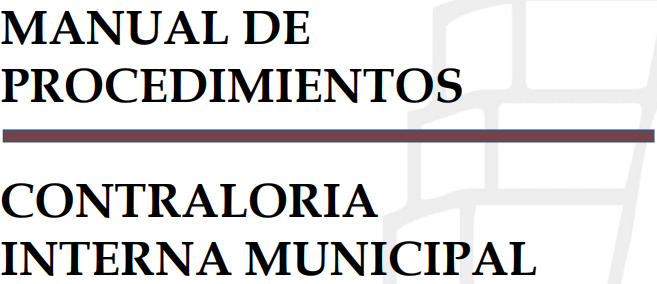 MANUAL DE
PROCEDIMIENTOS
CONTRALORIA
INTERNA MUNICIPAL